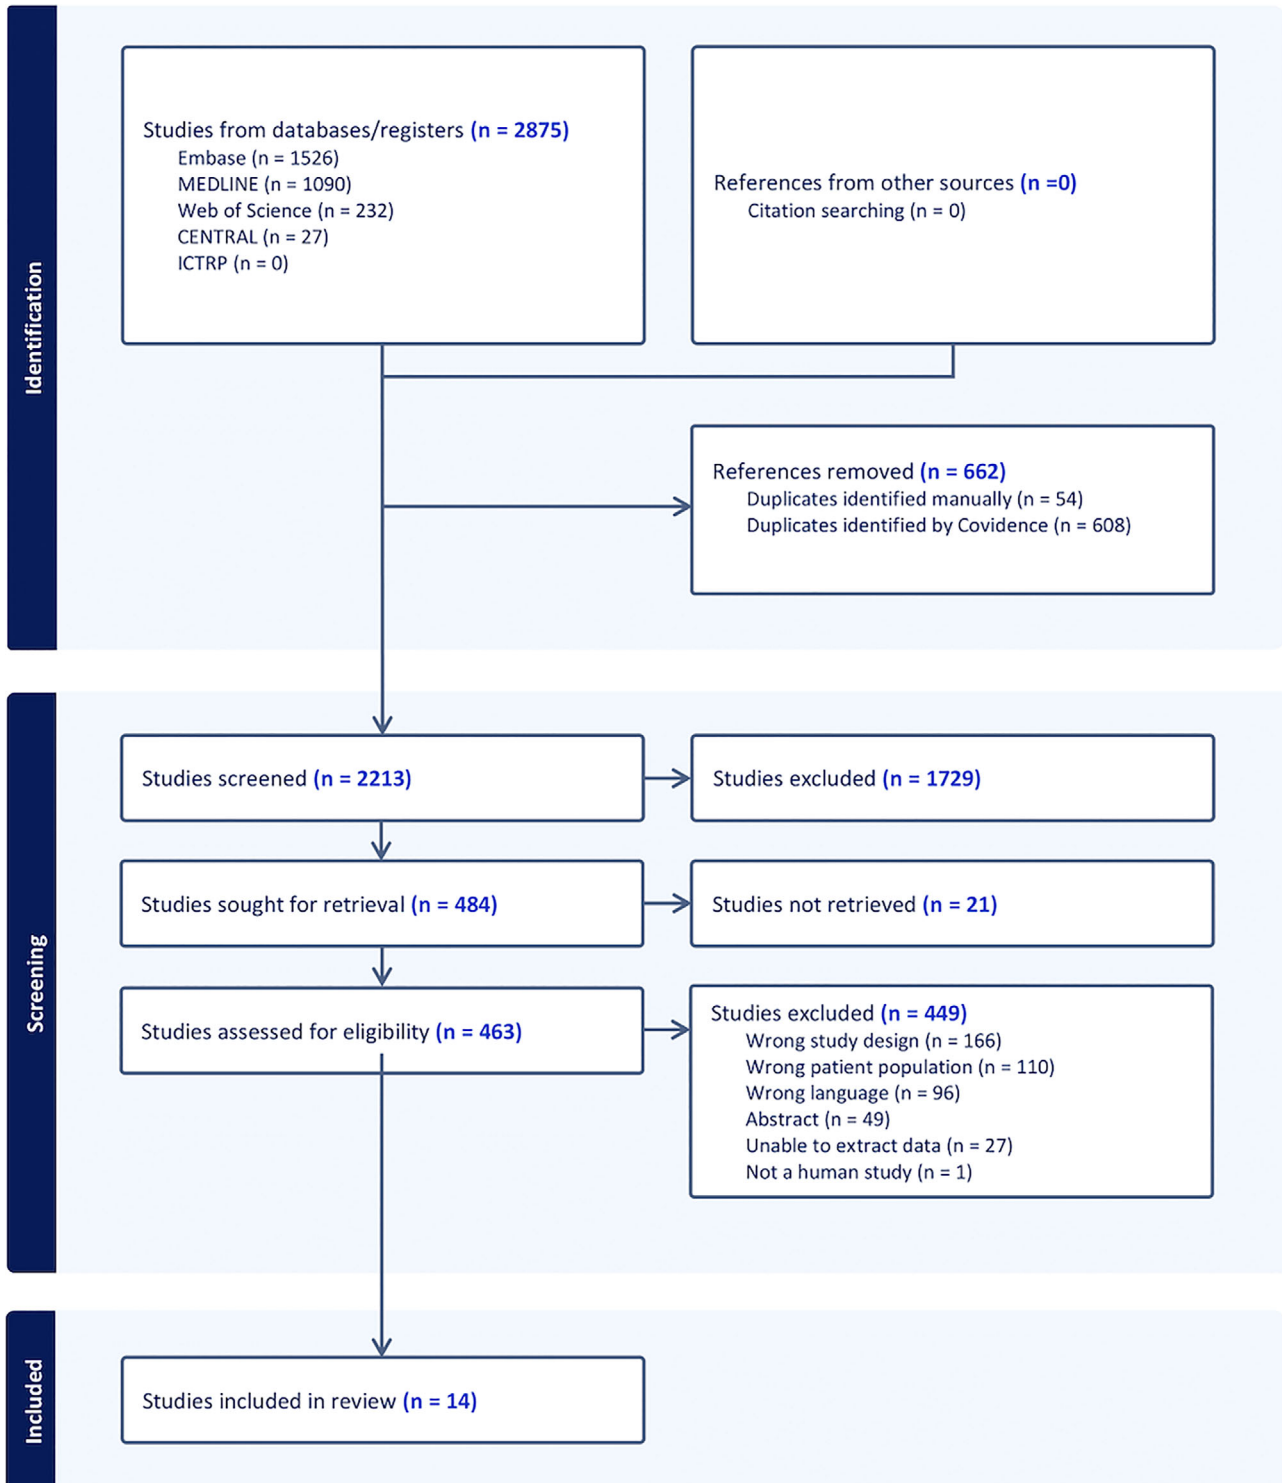 Identification
Studies from databases/registers (n = 2875)
Embase (n = 1526)
MEDLINE (n = 1090)
Web of Science (n = 232)
CENTRAL (n = 27)
ICTRP (n = 0)
References from other sources (n =0)
Citation searching (n = 0)
References removed (n = 662)
Duplicates identified manually (n = 54)
Duplicates identified by Covidence (n = 608)
Screening
Studies screened (n = 2213)
Studies excluded (n = 1729)
Studies sought for retrieval (n = 484)
Studies not retrieved (n = 21)
Studies assessed for eligibility (n = 463)
Studies excluded (n = 449)
Wrong study design (n = 166)
Wrong patient population (n = 110)
Wrong language (n = 96)
Abstract (n = 49)
Unable to extract data (n = 27)
Not a human study (n = 1)
Included
Studies included in review (n = 14)